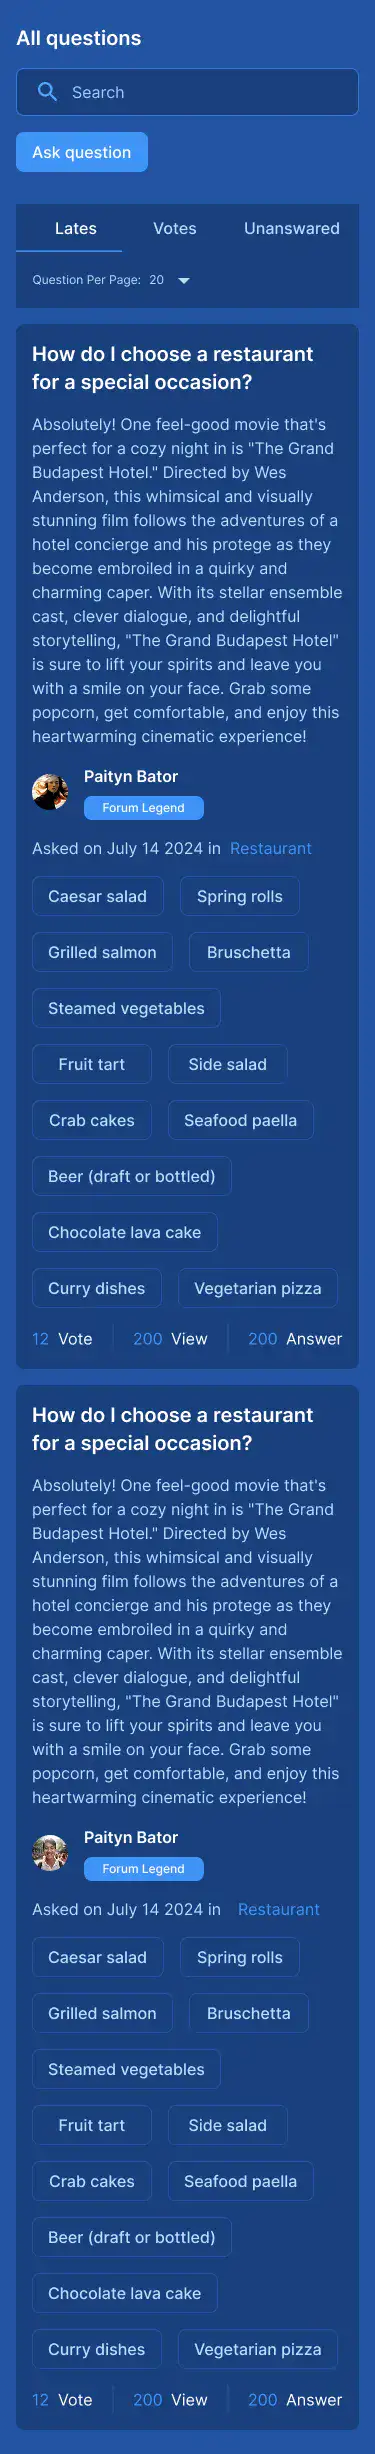 All questions
Search
Ask question
Lates Votes Unanswared
Question Per Page: 20
How do I choose a restaurant
for a special occasion?
Absolutely! One feel-good movie that's
perfect for a cozy night in is "The Grand
Budapest Hotel." Directed by Wes
Anderson, this whimsical and visually
stunning film follows the adventures of a
hotel concierge and his protege as they
become embroiled in a quirky and
charming caper. With its stellar ensemble
cast, clever dialogue, and delightful
storytelling, "The Grand Budapest Hotel"
is sure to lift your spirits and leave you
with a smile on your face. Grab some
popcorn, get comfortable, and enjoy this
heartwarming cinematic experience!
Paityn Bator
Forum Legend
Asked on July 14 2024 in Restaurant
Caesar salad Spring rolls
Grilled salmon Bruschetta
Steamed vegetables
Fruit tart Side salad
Crab cakes Seafood paella
Beer (draft or bottled)
Chocolate lava cake
Curry dishes Vegetarian pizza
12 Vote 200 View 200 Answer
How do I choose a restaurant
for a special occasion?
Absolutely! One feel-good movie that's
perfect for a cozy night in is "The Grand
Budapest Hotel." Directed by Wes
Anderson, this whimsical and visually
stunning film follows the adventures of a
hotel concierge and his protege as they
become embroiled in a quirky and
charming caper. With its stellar ensemble
cast, clever dialogue, and delightful
storytelling, "The Grand Budapest Hotel"
is sure to lift your spirits and leave you
with a smile on your face. Grab some
popcorn, get comfortable, and enjoy this
heartwarming cinematic experience!
Paityn Bator
Forum Legend
Asked on July 14 2024 in Restaurant
Caesar salad Spring rolls
Grilled salmon Bruschetta
Steamed vegetables
Fruit tart Side salad
Crab cakes Seafood paella
Beer (draft or bottled)
Chocolate lava cake
Curry dishes Vegetarian pizza
12 Vote 200 View 200 Answer